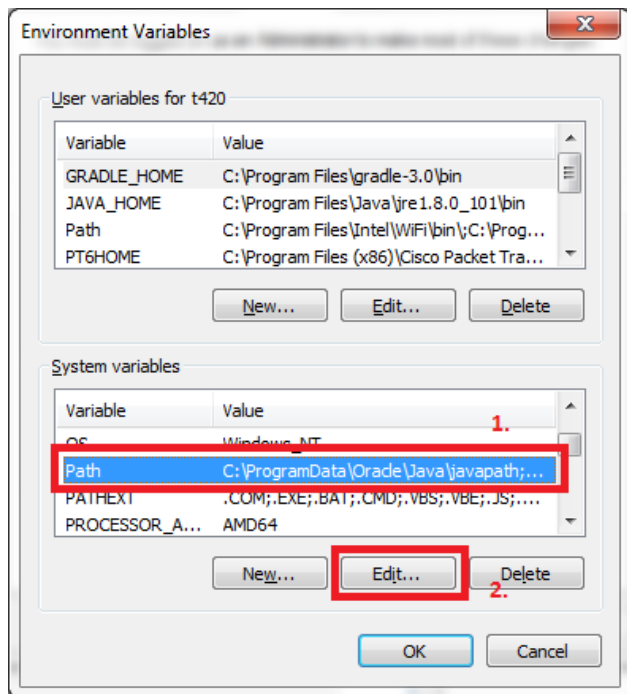 Environment Variables
User variables for t420
Variable Value
GRADLE_HOME C:\Program Files\gradle-3.0\bin
JAVA_HOME C:\Program Files\Java\jre1.8.0_101\bin
Path C:\Program Files\Intel\WiFi\bin\;C:\Prog...
PT6HOME C:\Program Files (x86)\Cisco Packet Tra...
New... Edit... Delete
System variables
Variable Value
1.
OS Windows_NT
Path C:\ProgramData\Oracle\Java\javapath;...
PATHEXT .COM;.EXE;.BAT;.CMD;.VBS;.VBE;.JS;....
PROCESSOR_A... AMD64
New... Edit... Delete
2.
OK Cancel